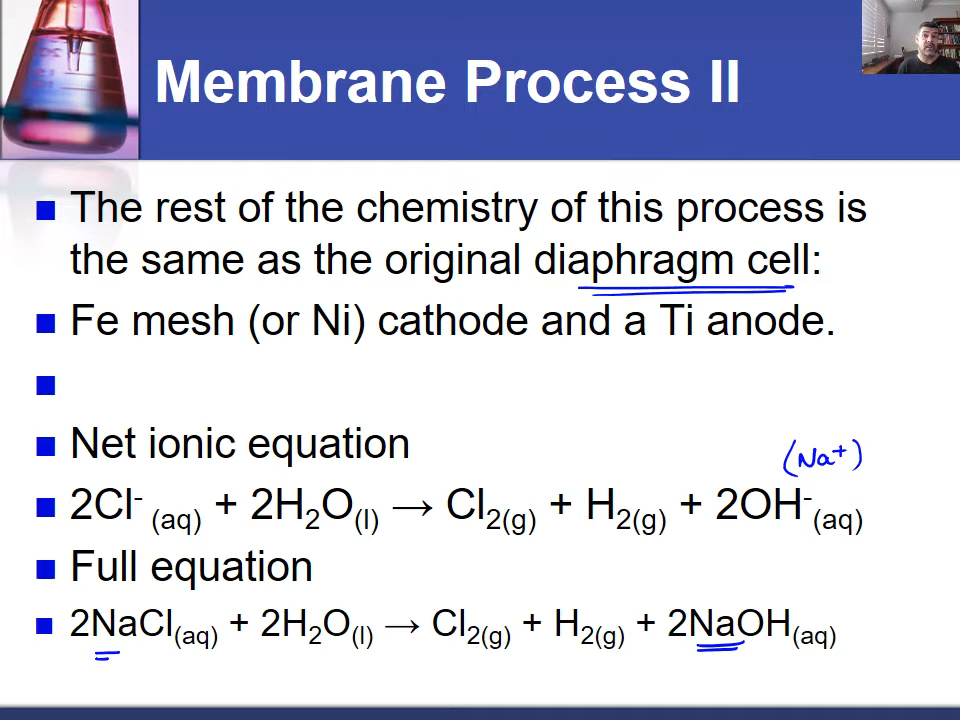 Membrane Process II
The rest of the chemistry of this process is
the same as the original diaphragm cell:
Fe mesh (or Ni) cathode and a Ti anode.
Net ionic equation
(Na⁺)
2Cl⁻ (aq) + 2H₂O(l) → Cl₂(g) + H₂(g) + 2OH⁻(aq)
Full equation
2NaCl(aq) + 2H₂O(l) → Cl₂(g) + H₂(g) + 2NaOH(aq)